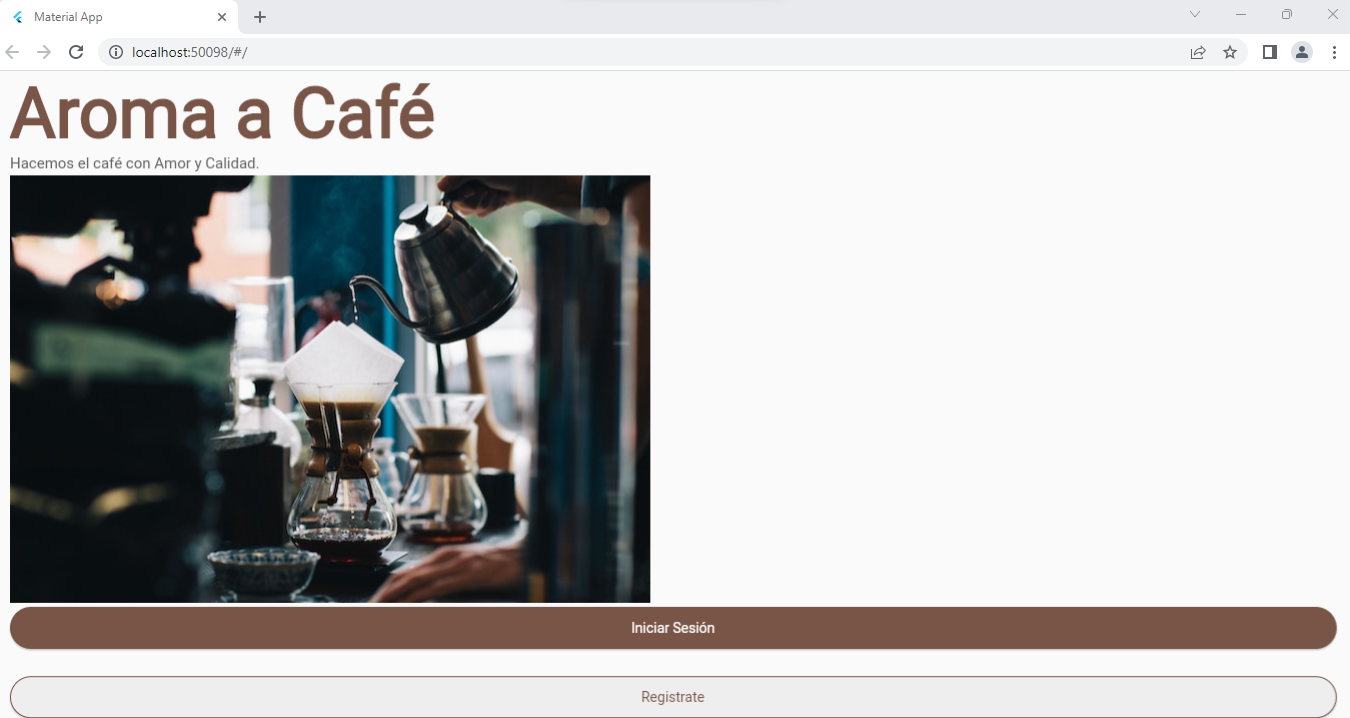 Material App
localhost:50098/#/
Aroma a Café
Hacemos el café con Amor y Calidad.
Iniciar Sesión
Registrate